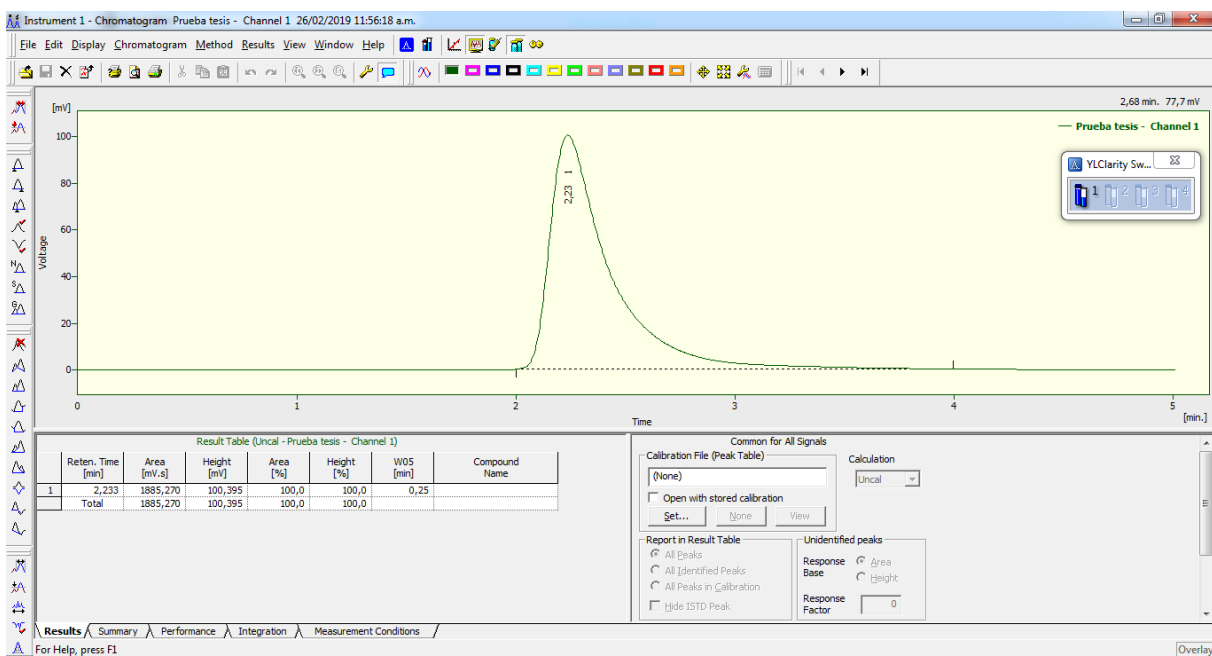 Instrument 1 - Chromatogram Prueba tesis - Channel 1 26/02/2019 11:56:18 a.m.
File Edit Display Chromatogram Method Results View Window Help
2,68 min. 77,7 mV
[mV]
Prueba tesis - Channel 1
YLClarity Sw...
1 2 3 4
100
80
60
40
20
0
Voltage
2,23 1
0 1 2 3 4 5
Time
[min.]
Result Table (Uncal - Prueba tesis - Channel 1)
Reten. Time [min] Area [mV.s] Height [mV] Area [%] Height [%] W05 [min] Compound Name
1 2,233 1885,270 100,395 100,0 100,0 0,25
Total 1885,270 100,395 100,0 100,0
Common for All Signals
Calibration File (Peak Table)
(None)
Open with stored calibration
Set... None View
Calculation
Uncal
Report in Result Table
All Peaks
All Identified Peaks
All Peaks in Calibration
Hide ISTD Peak
Unidentified peaks
Response Base
Area
Height
Response Factor
0
Results Summary Performance Integration Measurement Conditions
For Help, press F1
Overlay